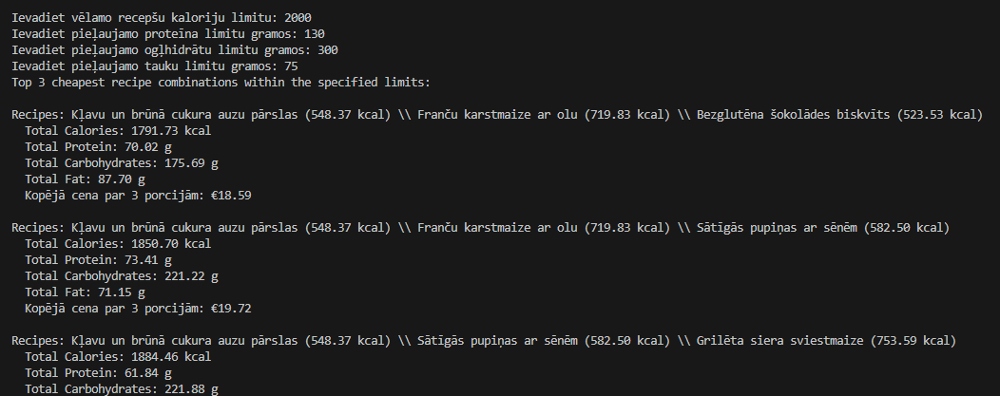 Ievadiet vēlamo recepšu kaloriju limitu: 2000
Ievadiet pieļaujamo proteīna limitu gramos: 130
Ievadiet pieļaujamo ogļhidrātu limitu gramos: 300
Ievadiet pieļaujamo tauku limitu gramos: 75
Top 3 cheapest recipe combinations within the specified limits:
Recipes: Kļavu un brūnā cukura auzu pārslas (548.37 kcal) \\ Franču karstmaize ar olu (719.83 kcal) \\ Bezglutēna šokolādes biskvīts (523.53 kcal)
Total Calories: 1791.73 kcal
Total Protein: 70.02 g
Total Carbohydrates: 175.69 g
Total Fat: 87.70 g
Kopējā cena par 3 porcijām: €18.59
Recipes: Kļavu un brūnā cukura auzu pārslas (548.37 kcal) \\ Franču karstmaize ar olu (719.83 kcal) \\ Sātīgās pupiņas ar sēnēm (582.50 kcal)
Total Calories: 1850.70 kcal
Total Protein: 73.41 g
Total Carbohydrates: 221.22 g
Total Fat: 71.15 g
Kopējā cena par 3 porcijām: €19.72
Recipes: Kļavu un brūnā cukura auzu pārslas (548.37 kcal) \\ Sātīgās pupiņas ar sēnēm (582.50 kcal) \\ Grilēta siera sviestmaize (753.59 kcal)
Total Calories: 1884.46 kcal
Total Protein: 61.84 g
Total Carbohydrates: 221.88 g